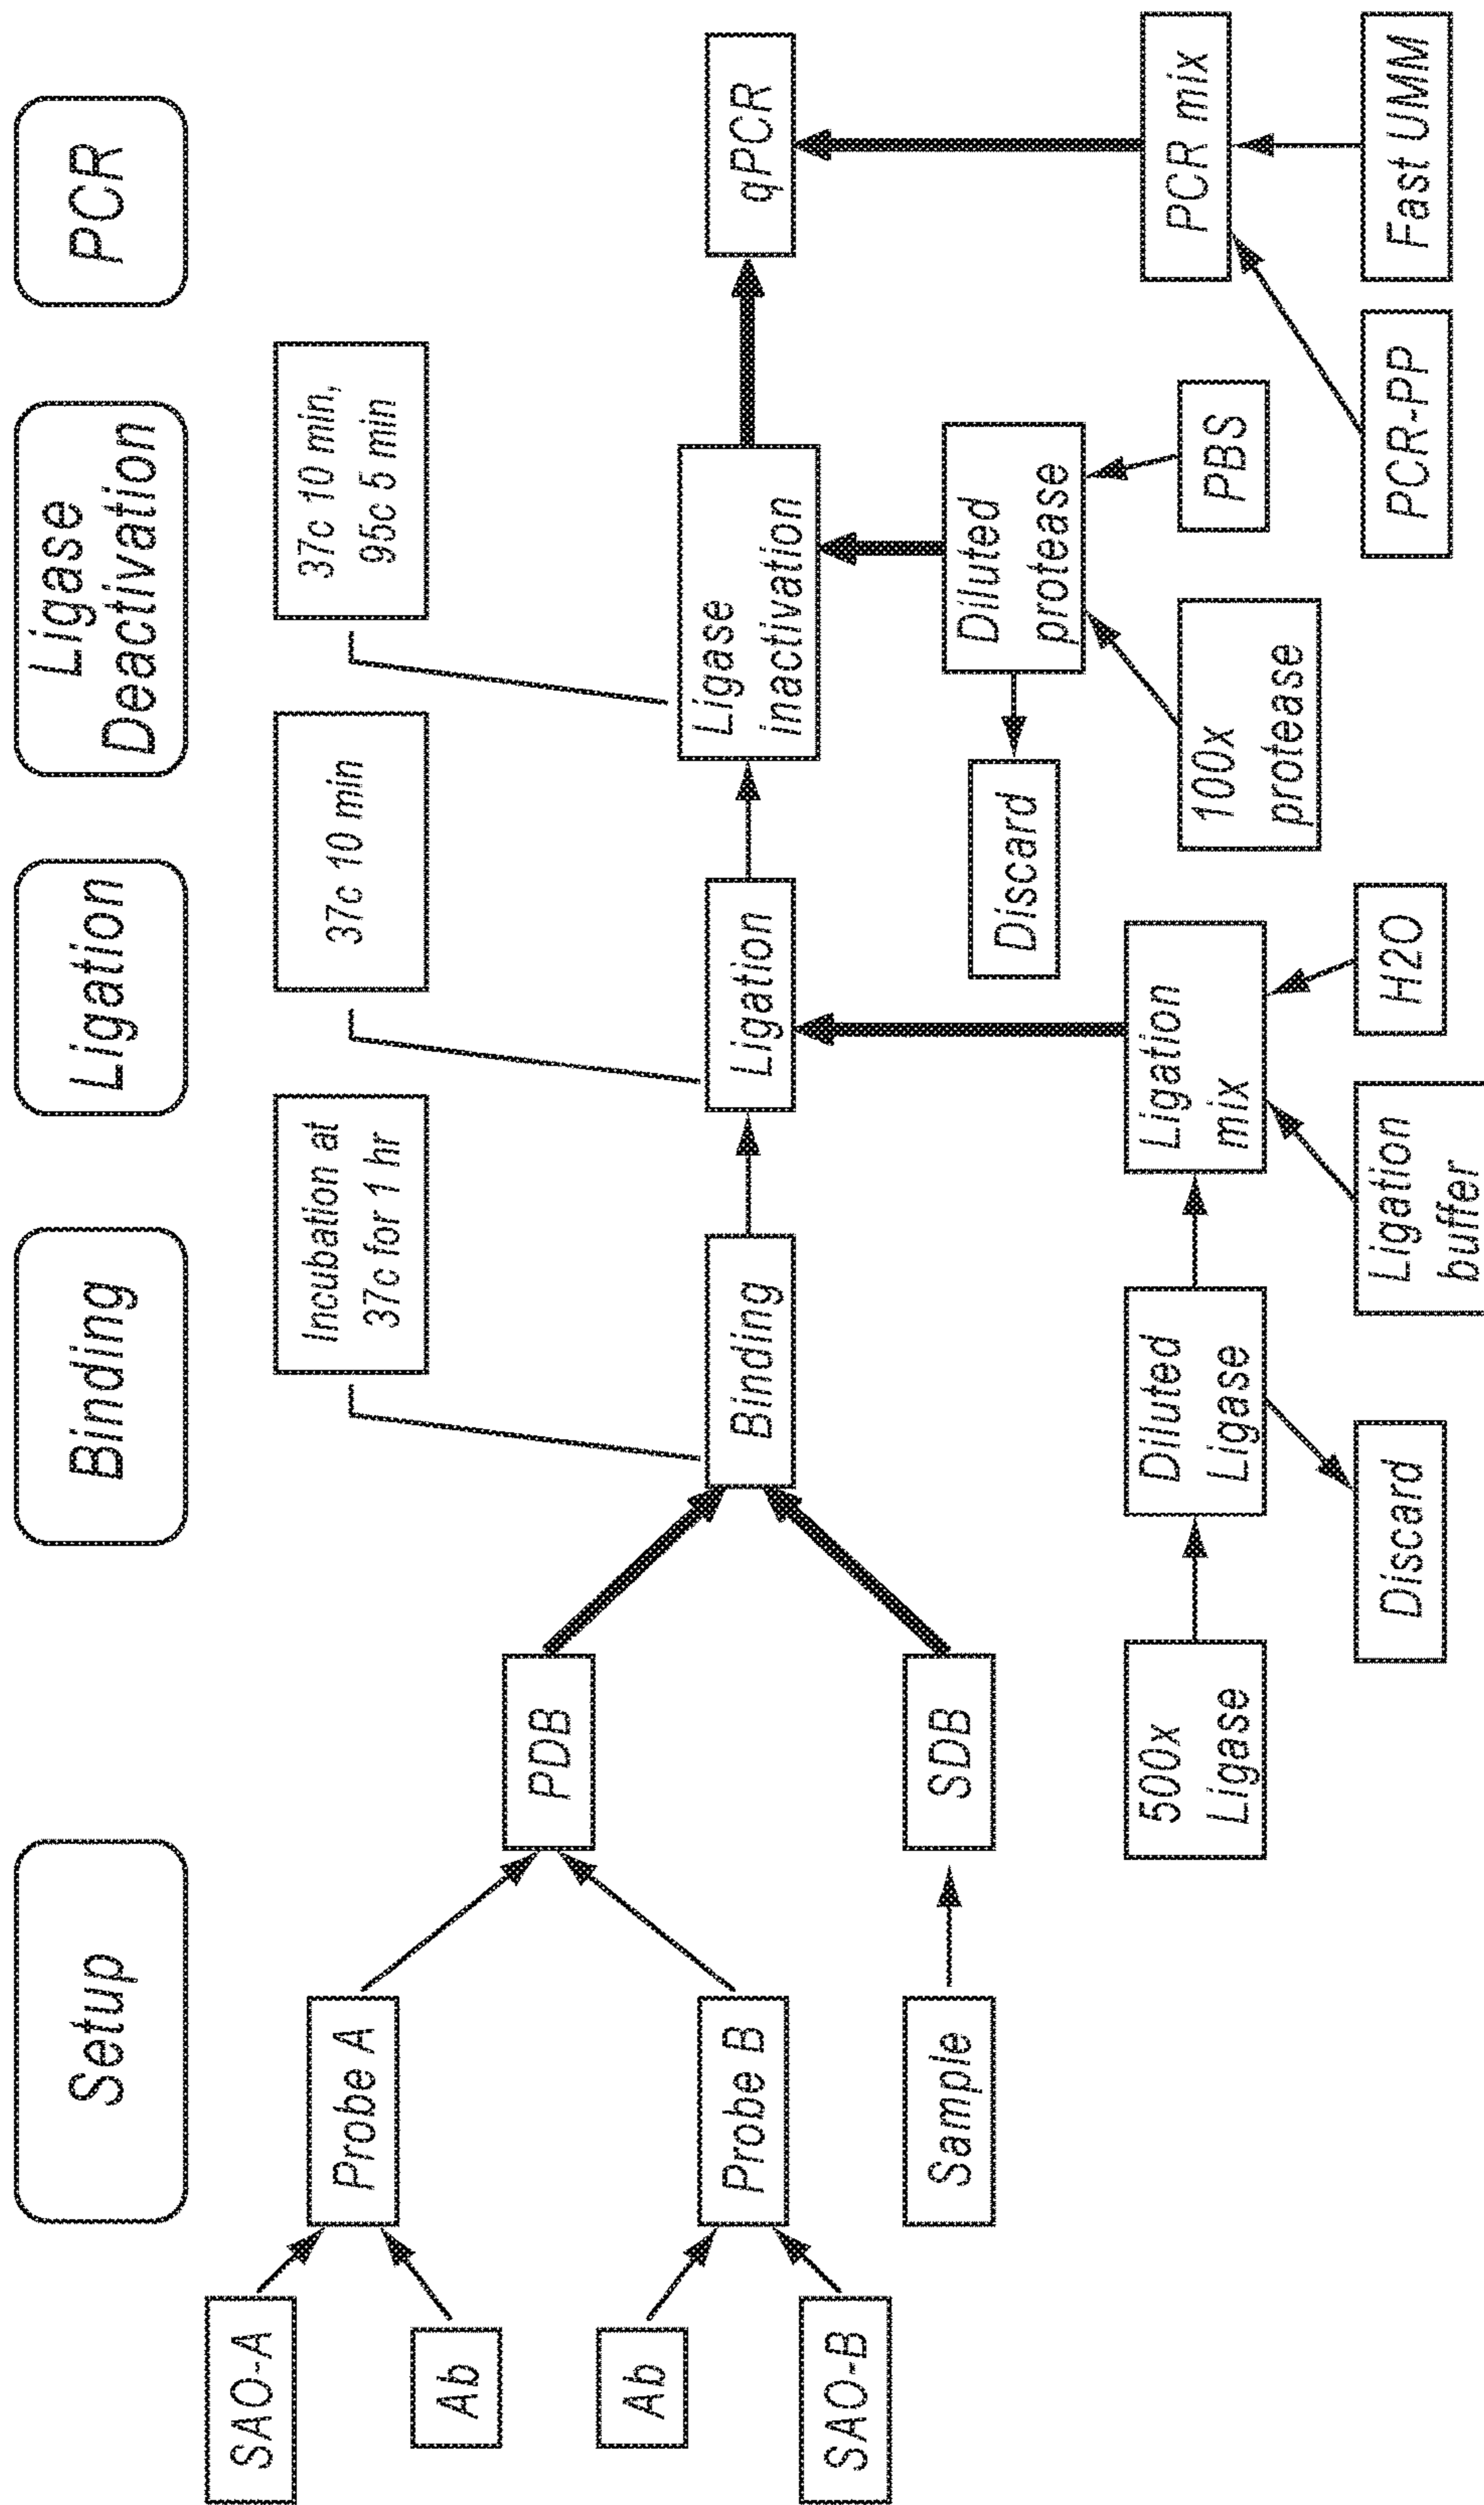 Setup
Binding
Ligation
Ligase
Deactivation
PCR
Incubation at
37c for 1 hr
37c 10 min
37c 10 min,
95c 5 min
SAO-A
Ab
Probe A
PDB
Ab
SAO-B
Probe B
Sample
SDB
Binding
Ligation
Ligase
inactivation
qPCR
500x
Ligase
Diluted
Ligase
Discard
Ligation
mix
Ligation
buffer
H2O
Discard
Diluted
protease
100x
protease
PBS
PCR mix
PCR-PP
Fast UMM